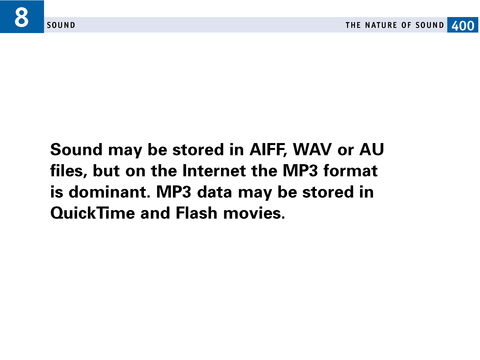 8
SOUND
THE NATURE OF SOUND 400
Sound may be stored in AIFF, WAV or AU
files, but on the Internet the MP3 format
is dominant. MP3 data may be stored in
QuickTime and Flash movies.